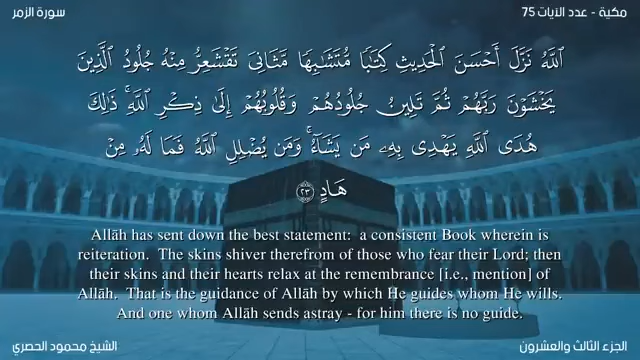 مكية - عدد الآيات 75
سورة الزمر
ٱللَّهُ نَزَّلَ أَحْسَنَ ٱلْحَدِيثِ كِتَـٰبًا مُّتَشَـٰبِهًا مَّثَانِىَ تَقْشَعِرُّ مِنْهُ جُلُودُ ٱلَّذِينَ
يَخْشَوْنَ رَبَّهُمْ ثُمَّ تَلِينُ جُلُودُهُمْ وَقُلُوبُهُمْ إِلَىٰ ذِكْرِ ٱللَّهِ ۚ ذَٰلِكَ
هُدَى ٱللَّهِ يَهْدِى بِهِۦ مَن يَشَآءُ ۚ وَمَن يُضْلِلِ ٱللَّهُ فَمَا لَهُۥ مِنْ
هَادٍ ٢٣
Allāh has sent down the best statement: a consistent Book wherein is
reiteration. The skins shiver therefrom of those who fear their Lord; then
their skins and their hearts relax at the remembrance [i.e., mention] of
Allāh. That is the guidance of Allāh by which He guides whom He wills.
And one whom Allāh sends astray - for him there is no guide.
الجزء الثالث والعشرون
الشيخ محمود الحصري